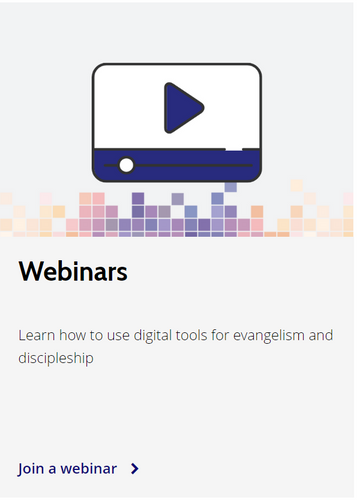 Webinars
Learn how to use digital tools for evangelism and
discipleship
Join a webinar